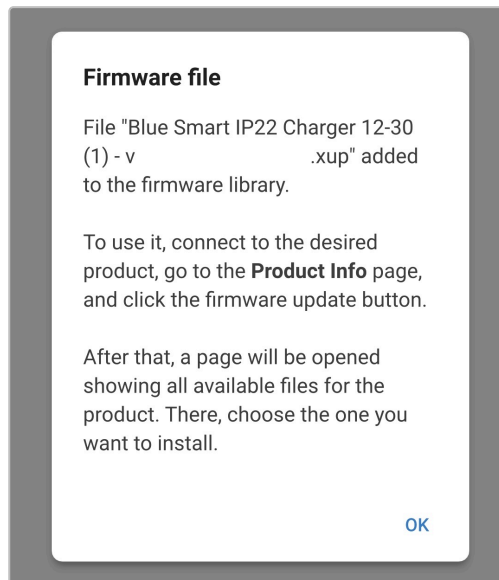 Firmware file
File "Blue Smart IP22 Charger 12-30
(1) - v .xup" added
to the firmware library.
To use it, connect to the desired
product, go to the Product Info page,
and click the firmware update button.
After that, a page will be opened
showing all available files for the
product. There, choose the one you
want to install.
OK